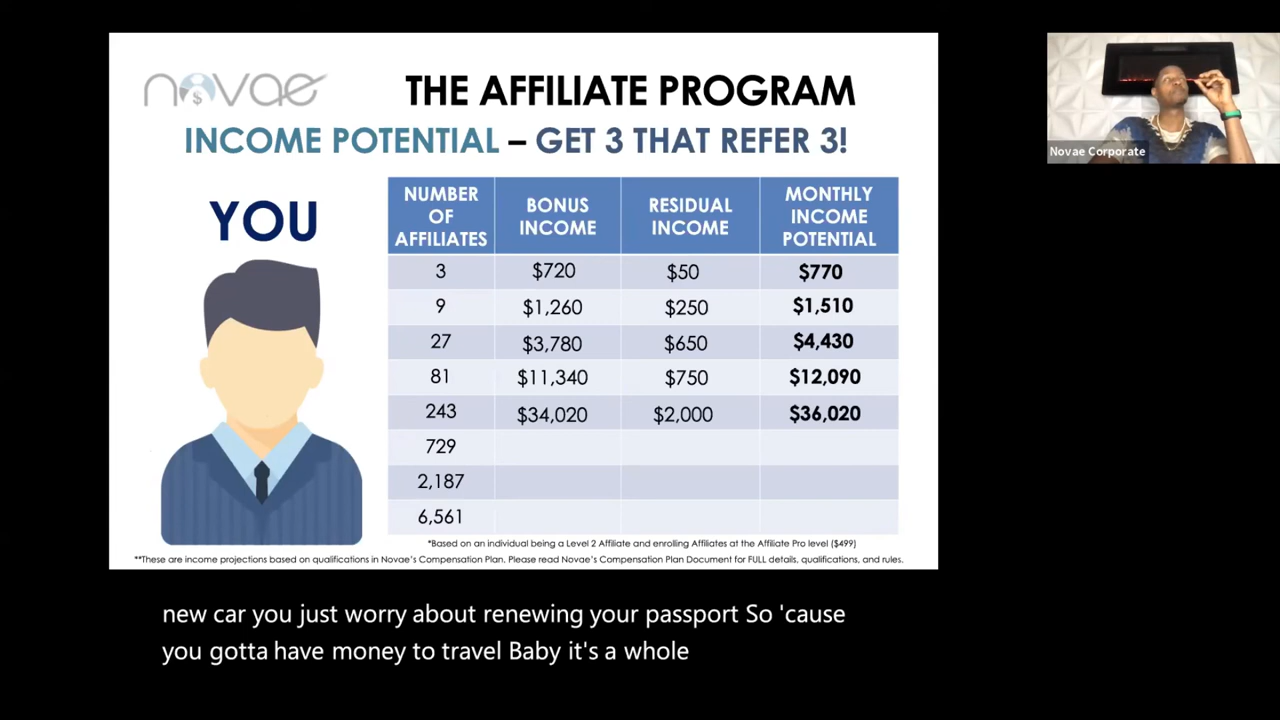 novae
THE AFFILIATE PROGRAM
INCOME POTENTIAL – GET 3 THAT REFER 3!
YOU
NUMBER OF AFFILIATES BONUS INCOME RESIDUAL INCOME MONTHLY INCOME POTENTIAL
3 $720 $50 $770
9 $1,260 $250 $1,510
27 $3,780 $650 $4,430
81 $11,340 $750 $12,090
243 $34,020 $2,000 $36,020
729
2,187
6,561
*Based on an individual being a Level 2 Affiliate and enrolling Affiliates at the Affiliate Pro level ($499)
**These are income projections based on qualifications in Novae's Compensation Plan. Please read Novae's Compensation Plan Document for FULL details, qualifications, and rules.
Novae Corporate
new car you just worry about renewing your passport So 'cause
you gotta have money to travel Baby it's a whole